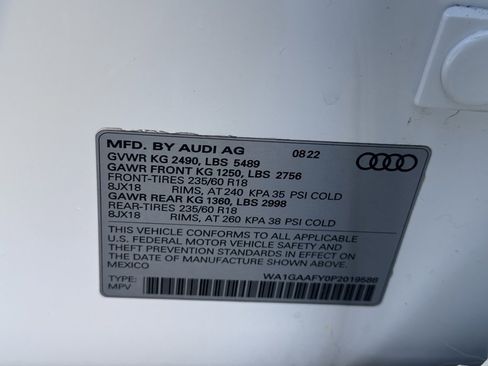 MFD. BY AUDI AG 08.22
GVWR KG 2490, LBS 5489
GAWR FRONT KG 1250, LBS 2756
FRONT-TIRES 235/60 R18
8JX18 RIMS, AT 240 KPA 35 PSI COLD
GAWR REAR KG 1360, LBS 2998
REAR-TIRES 235/60 R18
8JX18 RIMS, AT 260 KPA 38 PSI COLD
THIS VEHICLE CONFORMS TO ALL APPLICABLE
U.S. FEDERAL MOTOR VEHICLE SAFETY AND
THEFT PREVENTION STANDARDS IN EFFECT ON
THE DATE OF MANUFACTURE SHOWN ABOVE.
MEXICO
TYPE: WA1GAAFY0P2019588
MPV